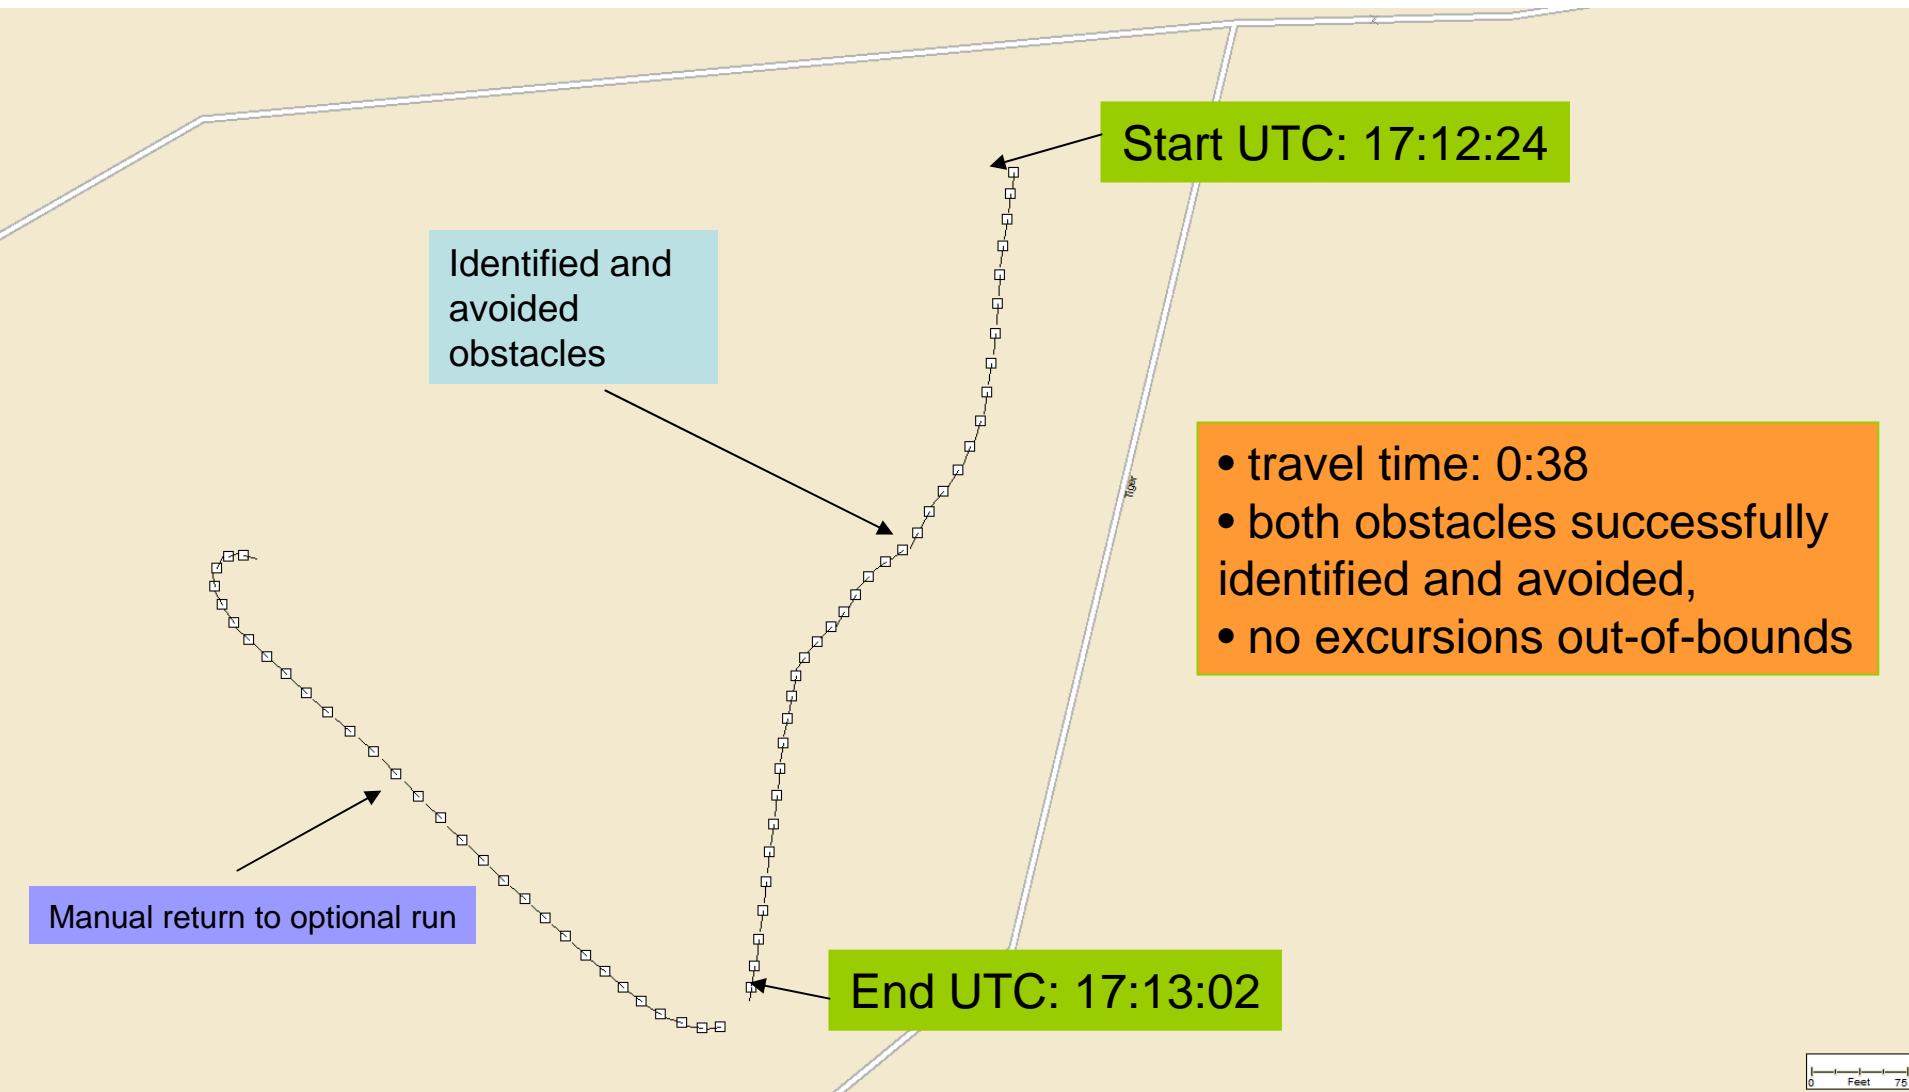 Start UTC: 17:12:24
Identified and
avoided
obstacles
• travel time: 0:38
• both obstacles successfully
identified and avoided,
• no excursions out-of-bounds
Tiger
Manual return to optional run
End UTC: 17:13:02
0 Feet 75